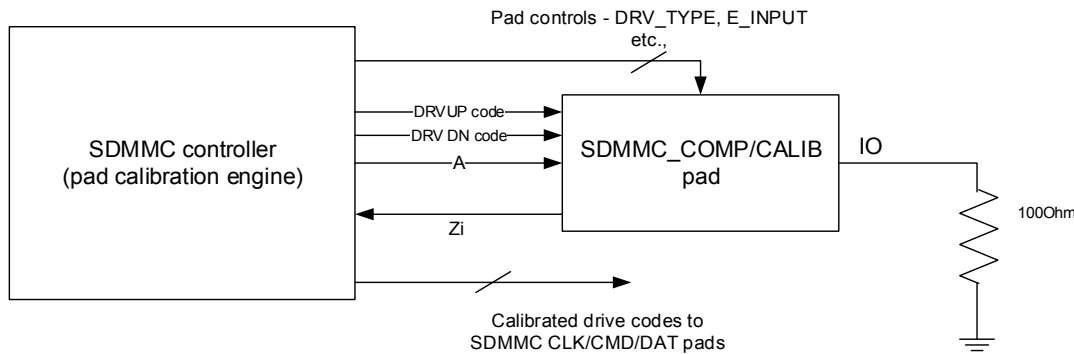 Pad controls - DRV_TYPE, E_INPUT
etc.,
DRVUP code
DRV DN code
A
Zi
SDMMC controller
(pad calibration engine)
SDMMC_COMP/CALIB
pad
IO
100Ohm
Calibrated drive codes to
SDMMC CLK/CMD/DAT pads